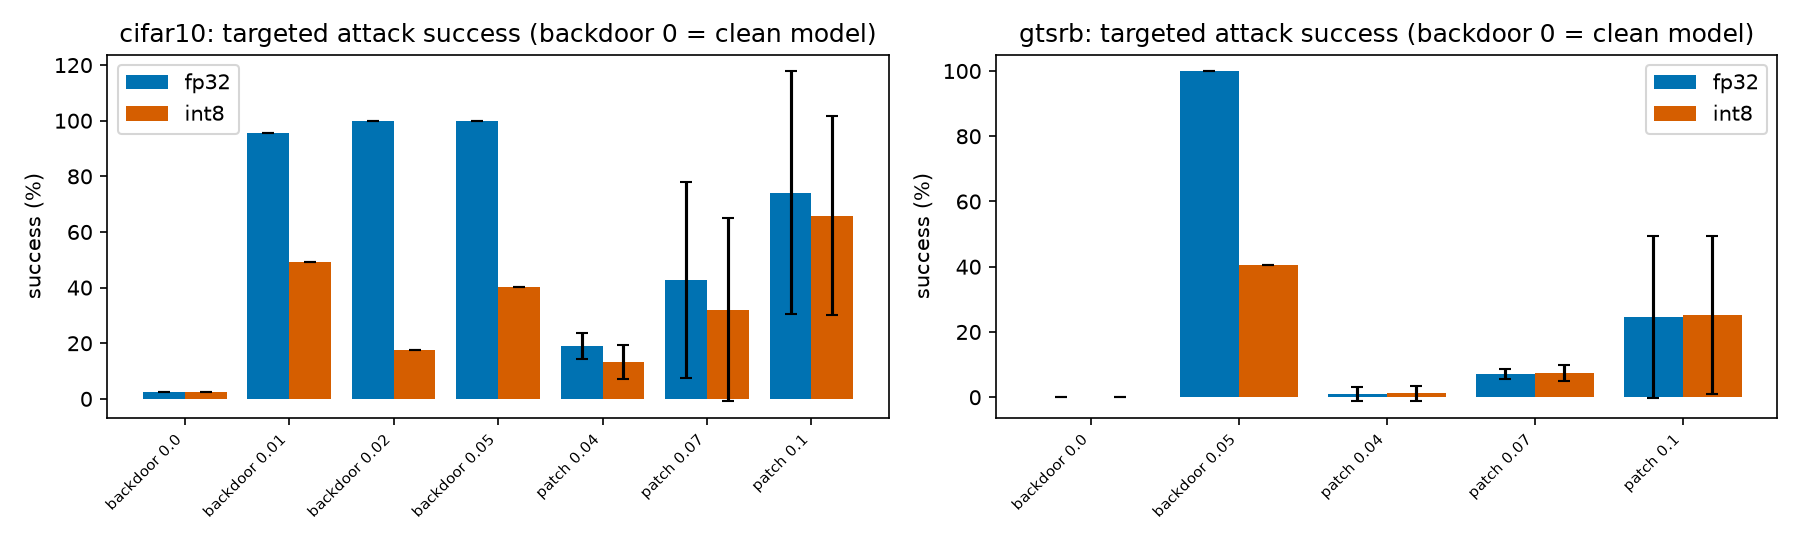 cifar10: targeted attack success (backdoor 0 = clean model)
fp32
int8
success (%)
120
100
80
60
40
20
0
backdoor 0.0
backdoor 0.01
backdoor 0.02
backdoor 0.05
patch 0.04
patch 0.07
patch 0.1
gtsrb: targeted attack success (backdoor 0 = clean model)
fp32
int8
success (%)
100
80
60
40
20
0
backdoor 0.0
backdoor 0.05
patch 0.04
patch 0.07
patch 0.1